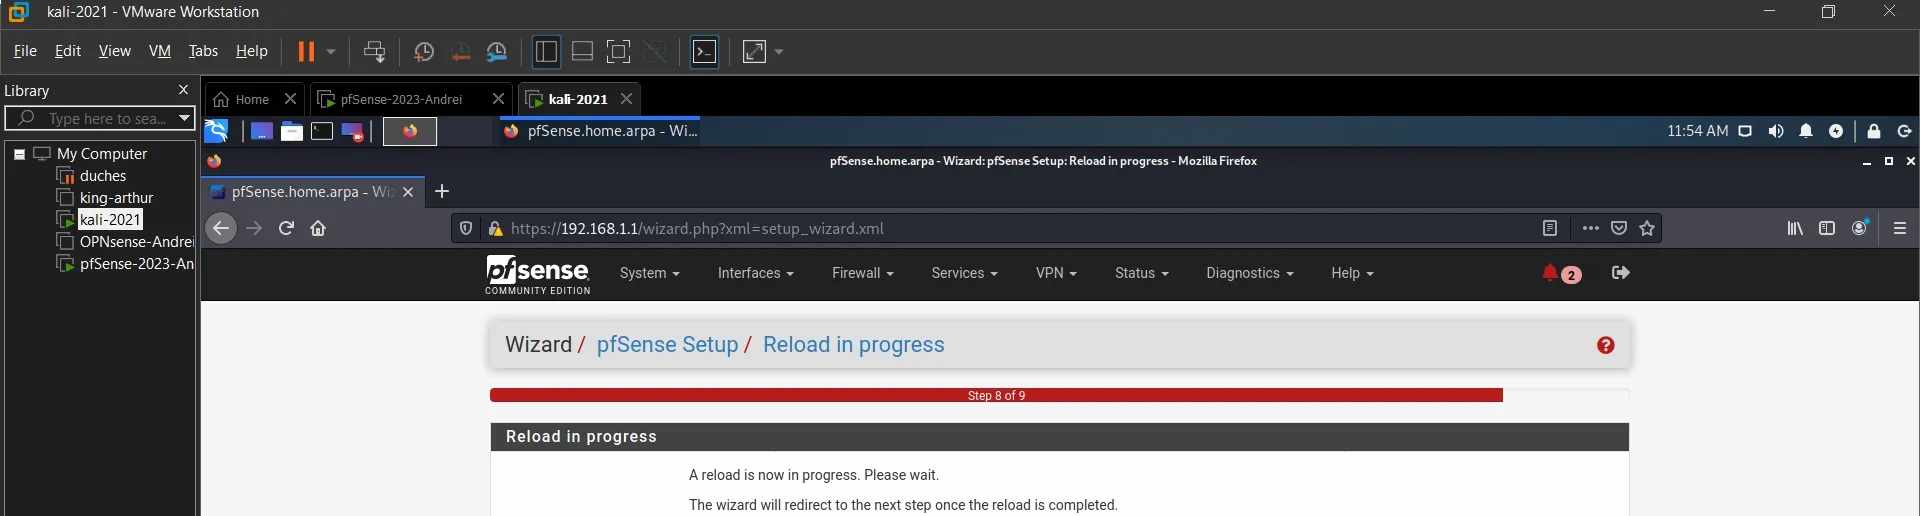 kali-2021 - VMware Workstation
File Edit View VM Tabs Help
Library
Type here to sea...
My Computer
duches
king-arthur
kali-2021
OPNsense-Andrei
pfSense-2023-An
Home pfSense-2023-Andrei kali-2021
pfSense.home.arpa - Wi... 11:54 AM
pfSense.home.arpa - Wizard: pfSense Setup: Reload in progress - Mozilla Firefox
pfSense.home.arpa - Wi
https://192.168.1.1/wizard.php?xml=setup_wizard.xml
pfsense System Interfaces Firewall Services VPN Status Diagnostics Help 2
COMMUNITY EDITION
Wizard / pfSense Setup / Reload in progress
Step 8 of 9
Reload in progress
A reload is now in progress. Please wait.
The wizard will redirect to the next step once the reload is completed.